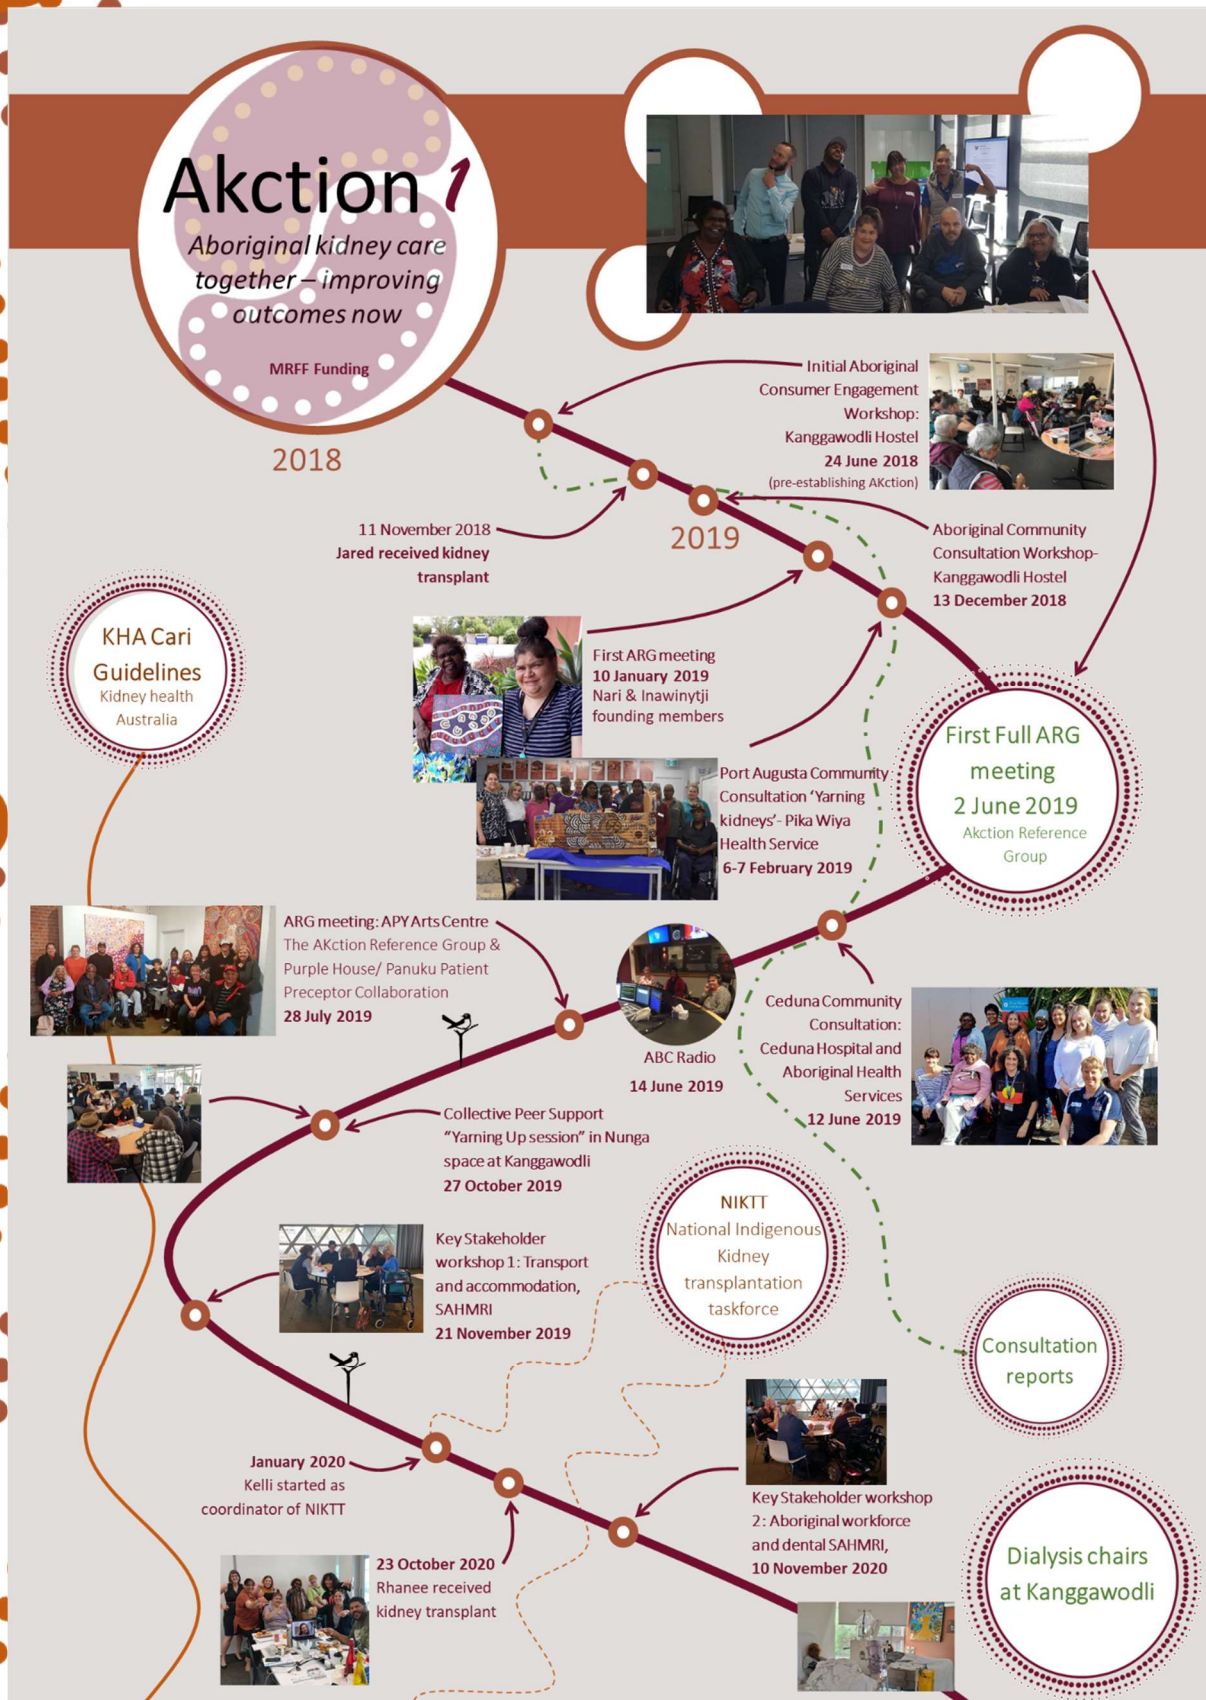 Akction 1
Aboriginal kidney care
together – improving
outcomes now
MRFF Funding
2018
Initial Aboriginal
Consumer Engagement
Workshop:
Kanggawodli Hostel
24 June 2018
(pre-establishing AKction)
11 November 2018
Jared received kidney
transplant
2019
Aboriginal Community
Consultation Workshop-
Kanggawodli Hostel
13 December 2018
KHA Cari
Guidelines
Kidney health
Australia
First ARG meeting
10 January 2019
Nari & Inawinytji
founding members
First Full ARG
meeting
2 June 2019
Akction Reference
Group
Port Augusta Community
Consultation ‘Yarning
kidneys’- Pika Wiya
Health Service
6-7 February 2019
ARG meeting: APY Arts Centre
The AKction Reference Group &
Purple House/ Panuku Patient
Preceptor Collaboration
28 July 2019
ABC Radio
14 June 2019
Ceduna Community
Consultation:
Ceduna Hospital and
Aboriginal Health
Services
12 June 2019
Collective Peer Support
“Yarning Up session” in Nunga
space at Kanggawodli
27 October 2019
NIKTT
National Indigenous
Kidney
transplantation
taskforce
Key Stakeholder
workshop 1: Transport
and accommodation,
SAHMRI
21 November 2019
Consultation
reports
January 2020
Kelli started as
coordinator of NIKTT
Key Stakeholder workshop
2: Aboriginal workforce
and dental SAHMRI,
10 November 2020
23 October 2020
Rhanee received
kidney transplant
Dialysis chairs
at Kanggawodli